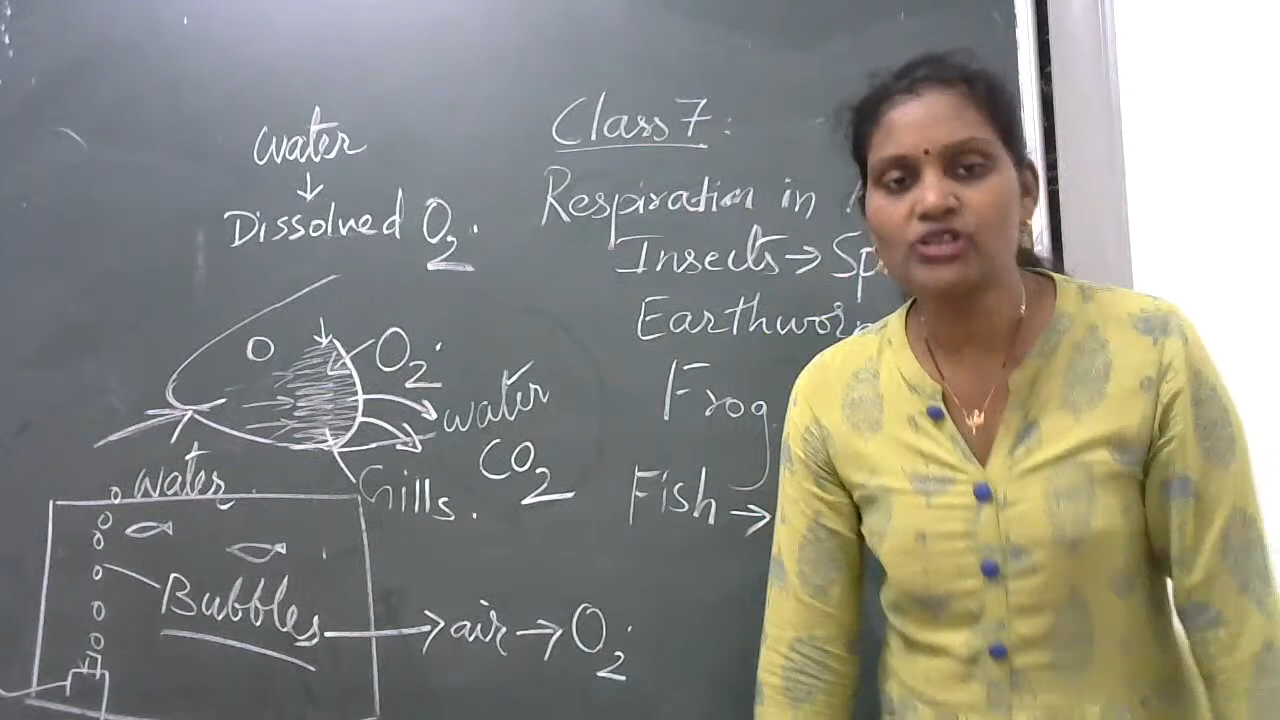 Class 7:
Respiration in
Insects → Sp
Earthworm
Frog
Fish →
water
↓
Dissolved O₂.
O₂.
water
CO₂
Gills.
water
Bubbles → air → O₂.